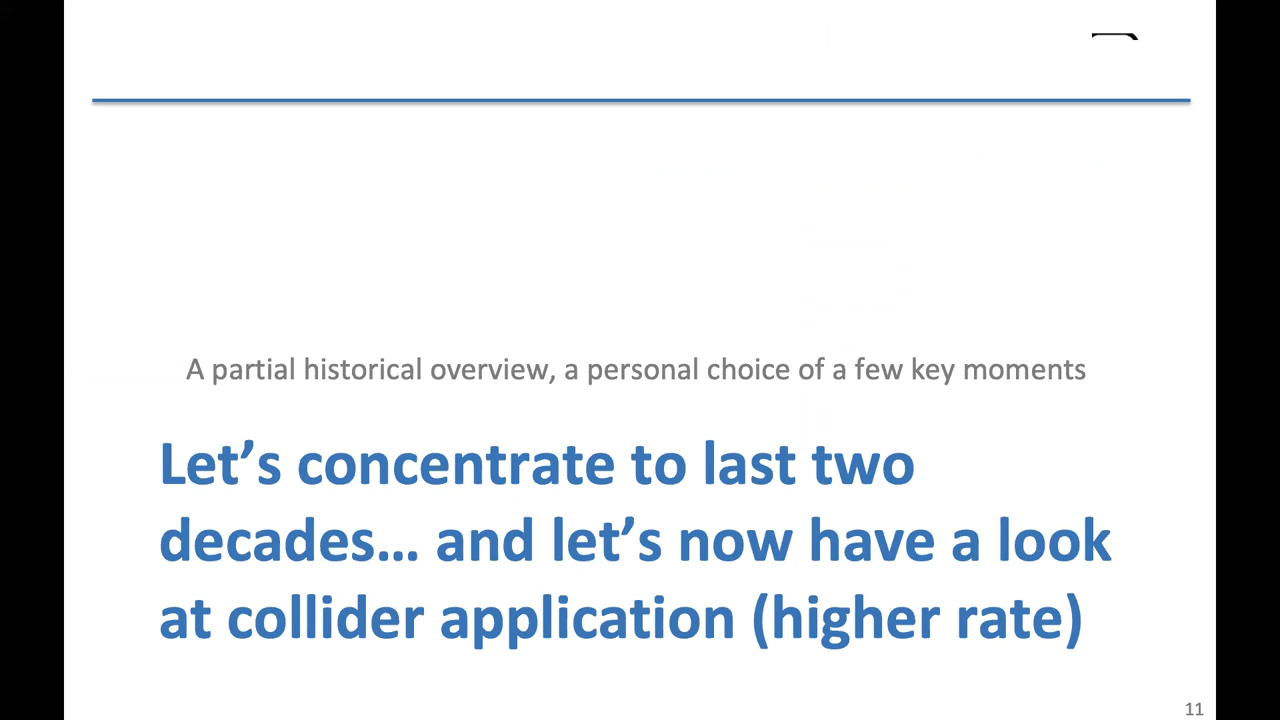 A partial historical overview, a personal choice of a few key moments
Let’s concentrate to last two
decades… and let’s now have a look
at collider application (higher rate)
11